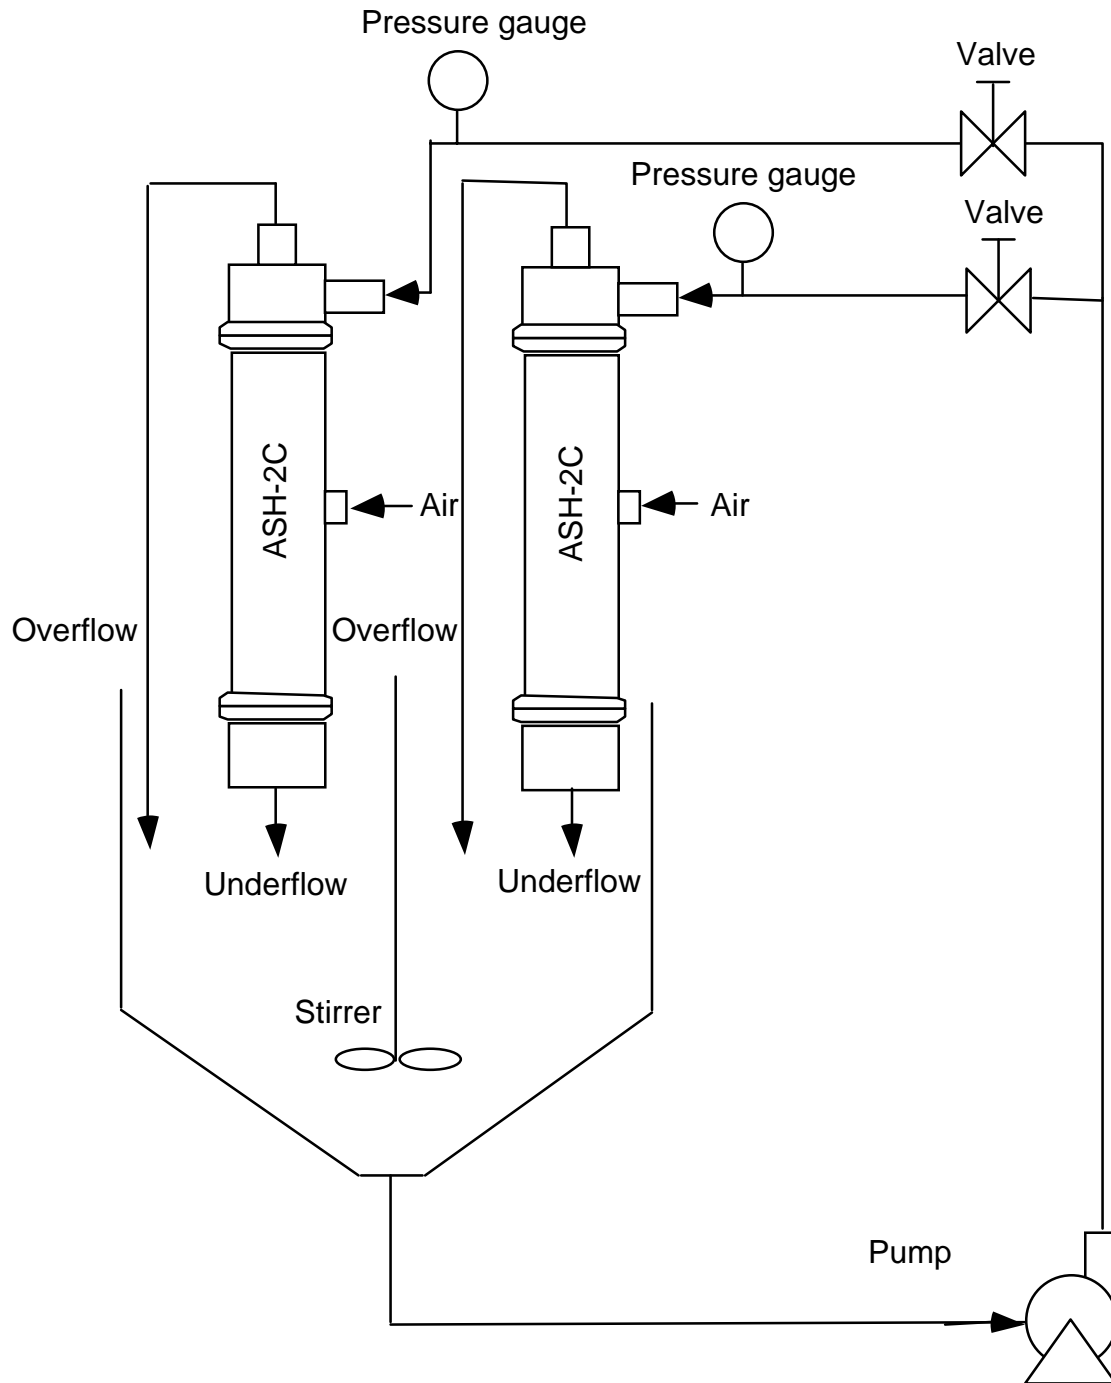 Pressure gauge
Valve
Pressure gauge
Valve
ASH-2C
Air
ASH-2C
Air
Overflow
Overflow
Underflow
Underflow
Stirrer
Pump